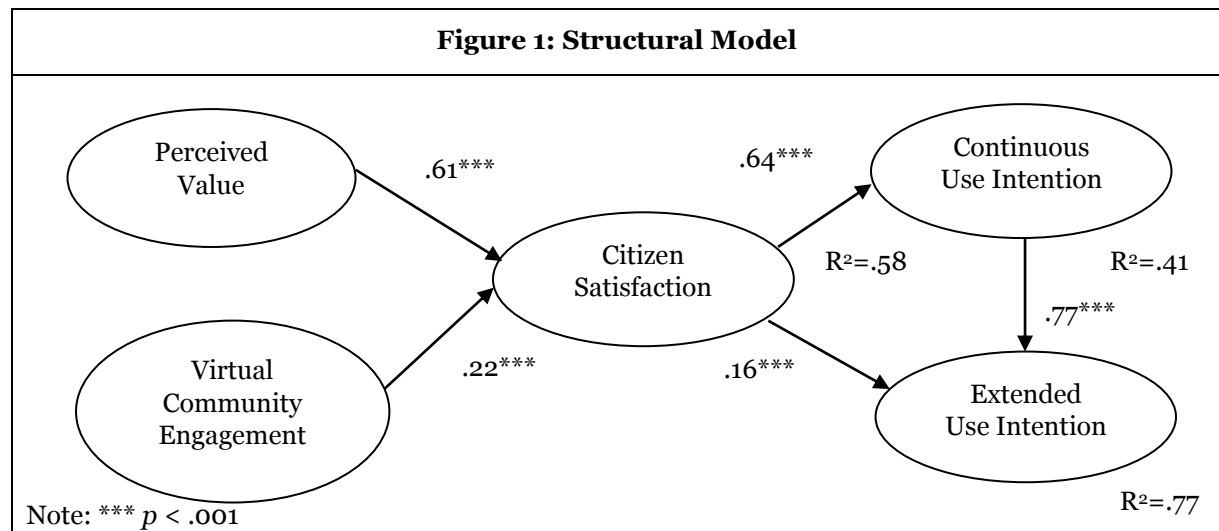 Figure 1: Structural Model
Perceived
Value
.61***
.64***
Continuous
Use Intention
Citizen
Satisfaction
R²=.58
R²=.41
.77***
Virtual
Community
Engagement
.22***
.16***
Extended
Use Intention
R²=.77
Note: *** p < .001